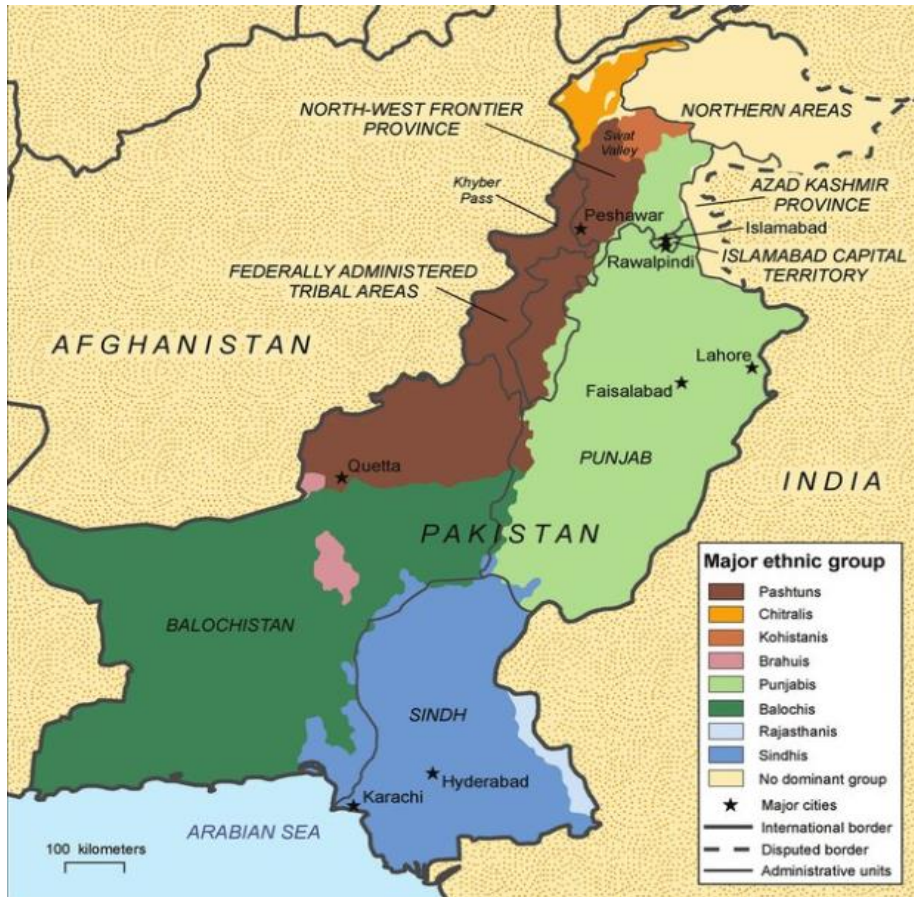 NORTH-WEST FRONTIER
PROVINCE
NORTHERN AREAS
Swat
Valley
Khyber
Pass
AZAD KASHMIR
PROVINCE
Peshawar
Islamabad
Rawalpindi
ISLAMABAD CAPITAL
TERRITORY
FEDERALLY ADMINISTERED
TRIBAL AREAS
AFGHANISTAN
Lahore
Faisalabad
Quetta
PUNJAB
INDIA
PAKISTAN
BALOCHISTAN
SINDH
Hyderabad
Karachi
ARABIAN SEA
100 kilometers
Major ethnic group
Pashtuns
Chitralis
Kohistanis
Brahuis
Punjabis
Balochis
Rajasthanis
Sindhis
No dominant group
Major cities
International border
Disputed border
Administrative units